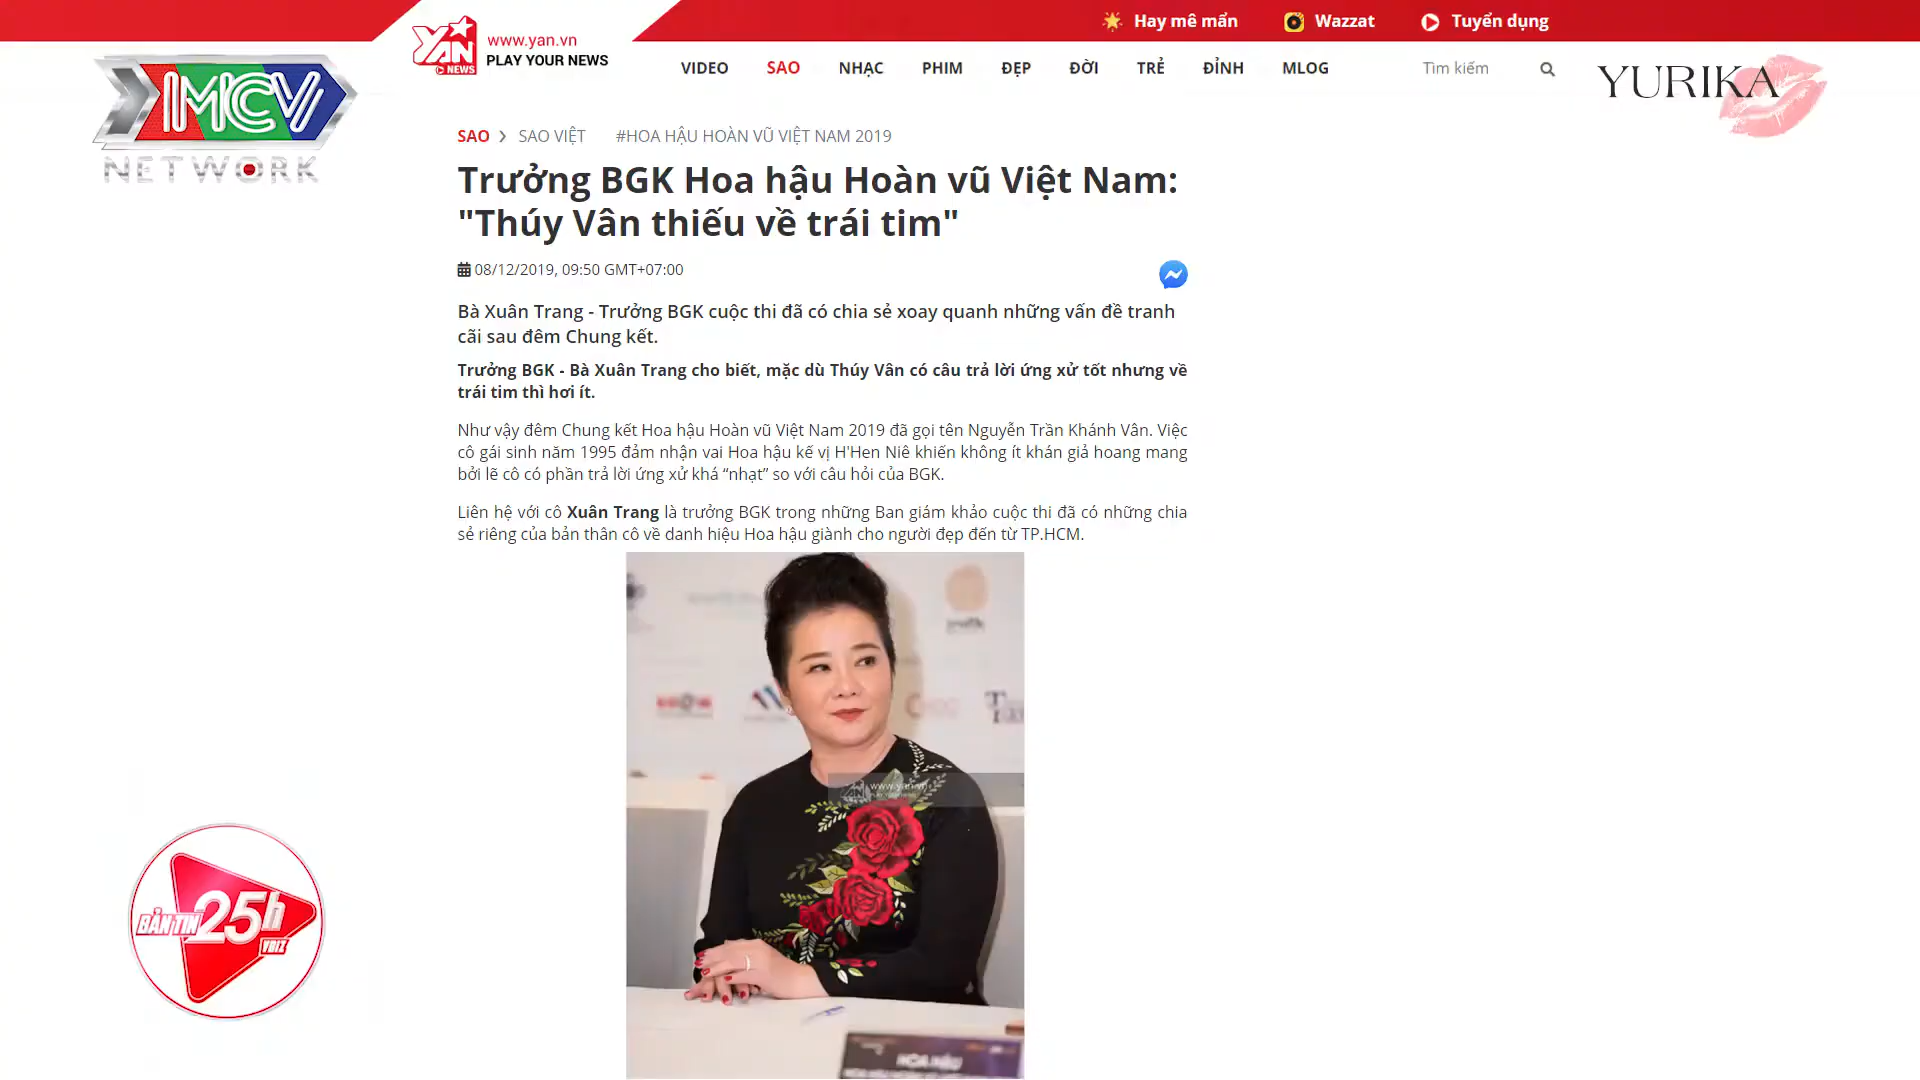 Hay mê mẩn
Wazzat
Tuyển dụng
YAN
NEWS
www.yan.vn
PLAY YOUR NEWS
VIDEO
SAO
NHẠC
PHIM
ĐẸP
ĐỜI
TRẺ
ĐỈNH
MLOG
Tìm kiếm
YURIKA
MCV
NETWORK
SAO
SAO VIỆT
#HOA HẬU HOÀN VŨ VIỆT NAM 2019
Trưởng BGK Hoa hậu Hoàn vũ Việt Nam:
"Thúy Vân thiếu về trái tim"
08/12/2019, 09:50 GMT+07:00
Bà Xuân Trang - Trưởng BGK cuộc thi đã có chia sẻ xoay quanh những vấn đề tranh
cãi sau đêm Chung kết.
Trưởng BGK - Bà Xuân Trang cho biết, mặc dù Thúy Vân có câu trả lời ứng xử tốt nhưng về
trái tim thì hơi ít.
Như vậy đêm Chung kết Hoa hậu Hoàn vũ Việt Nam 2019 đã gọi tên Nguyễn Trần Khánh Vân. Việc
cô gái sinh năm 1995 đảm nhận vai Hoa hậu kế vị H'Hen Niê khiến không ít khán giả hoang mang
bởi lẽ cô có phần trả lời ứng xử khá “nhạt” so với câu hỏi của BGK.
Liên hệ với cô Xuân Trang là trưởng BGK trong những Ban giám khảo cuộc thi đã có những chia
sẻ riêng của bản thân cô về danh hiệu Hoa hậu giành cho người đẹp đến từ TP.HCM.
www.yan.vn
HOA HẬU
BẢN TIN 25h
VBIZ